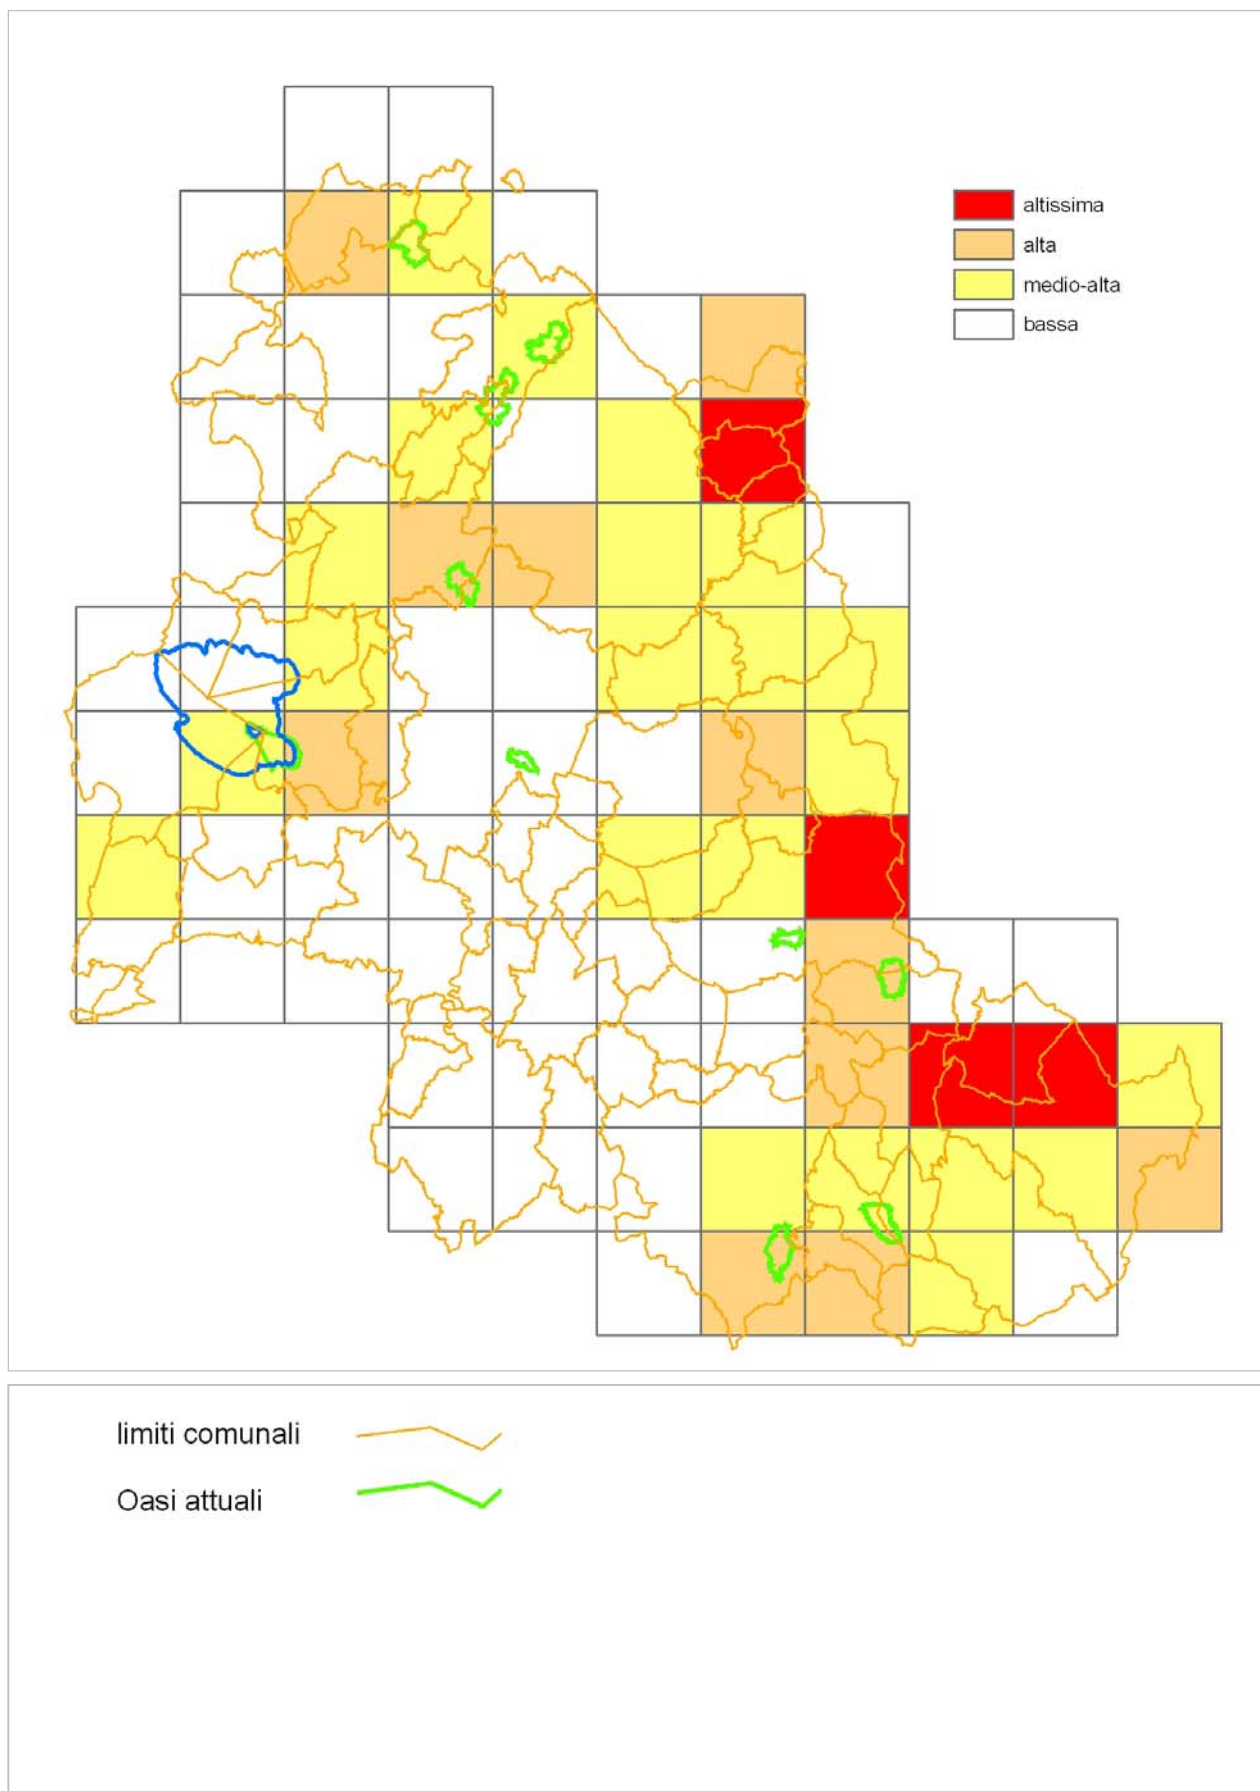 altissima
alta
medio-alta
bassa
limiti comunali
Oasi attuali